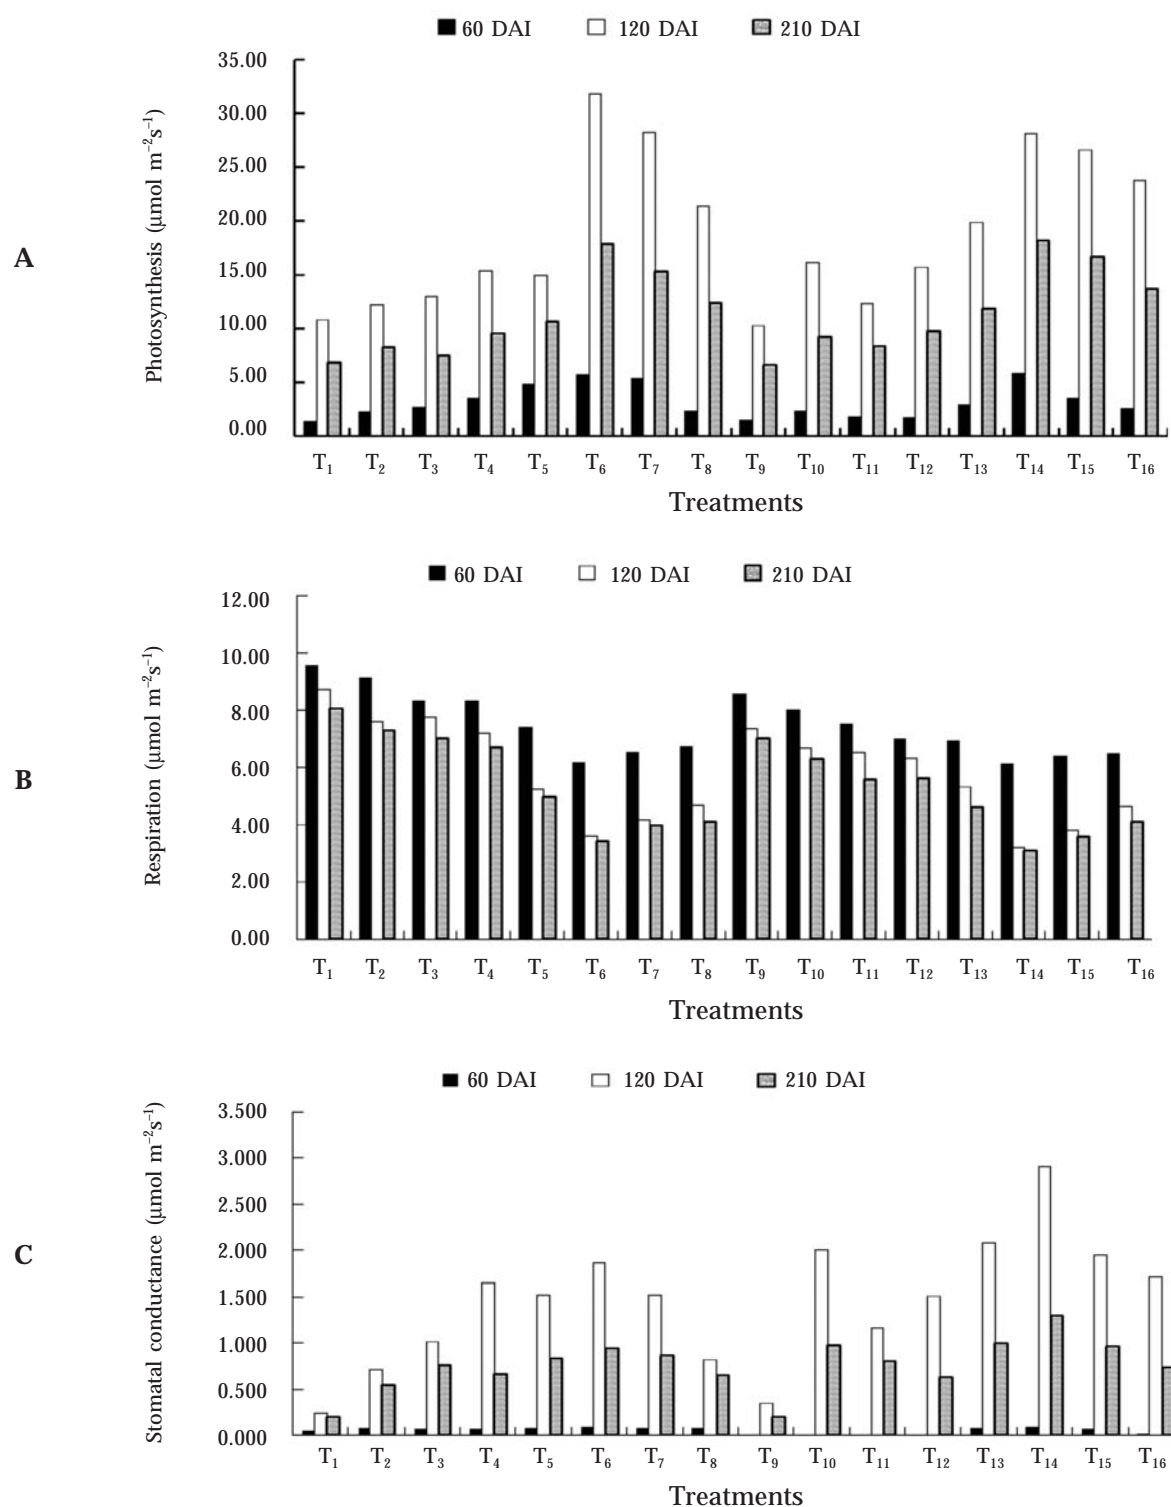 60 DAI 120 DAI 210 DAI
A
Photosynthesis (μmol m⁻²s⁻¹)
35.00
30.00
25.00
20.00
15.00
10.00
5.00
0.00
T₁ T₂ T₃ T₄ T₅ T₆ T₇ T₈ T₉ T₁₀ T₁₁ T₁₂ T₁₃ T₁₄ T₁₅ T₁₆
Treatments
60 DAI 120 DAI 210 DAI
B
Respiration (μmol m⁻²s⁻¹)
12.00
10.00
8.00
6.00
4.00
2.00
0.00
T₁ T₂ T₃ T₄ T₅ T₆ T₇ T₈ T₉ T₁₀ T₁₁ T₁₂ T₁₃ T₁₄ T₁₅ T₁₆
Treatments
60 DAI 120 DAI 210 DAI
C
Stomatal conductance (μmol m⁻²s⁻¹)
3.500
3.000
2.500
2.000
1.500
1.000
0.500
0.000
T₁ T₂ T₃ T₄ T₅ T₆ T₇ T₈ T₉ T₁₀ T₁₁ T₁₂ T₁₃ T₁₄ T₁₅ T₁₆
Treatments